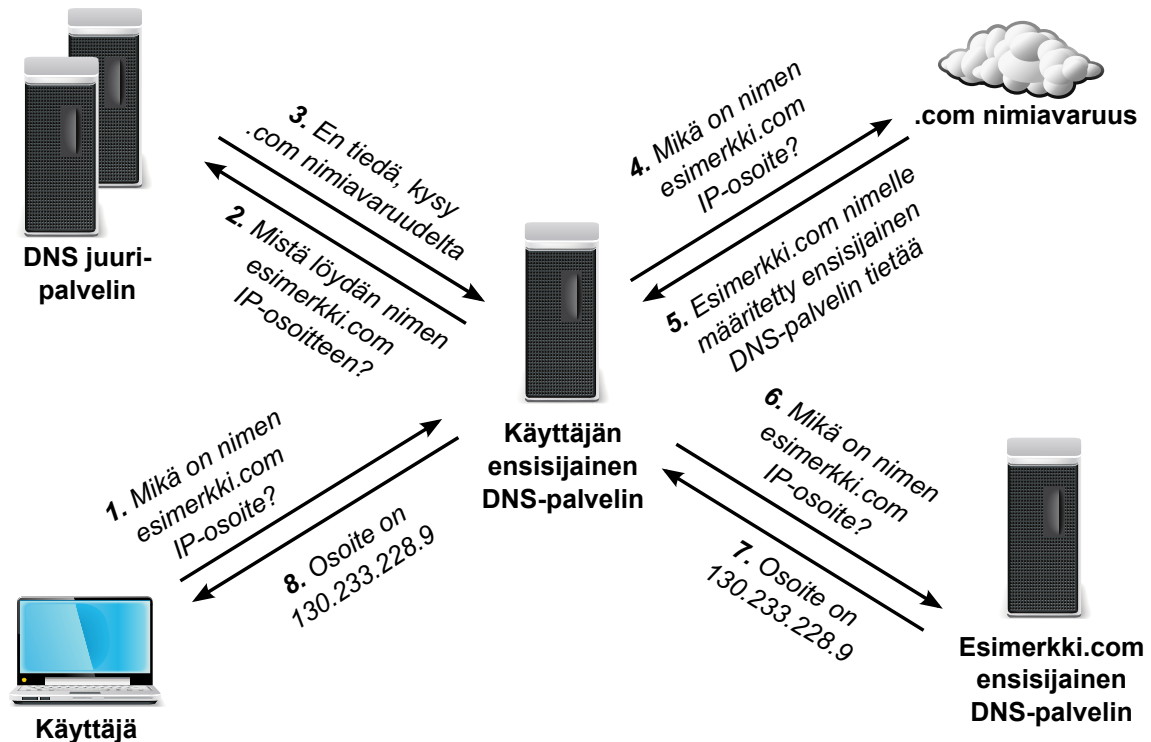 DNS juuri-
palvelin
3. En tiedä, kysy
.com nimiavaruudelta
2. Mistä löydän nimen
esimerkki.com
IP-osoitteen?
4. Mikä on nimen
esimerkki.com
IP-osoite?
.com nimiavaruus
5. Esimerkki.com nimelle
määritetty ensisijainen
DNS-palvelin tietää
Käyttäjän
ensisijainen
DNS-palvelin
1. Mikä on nimen
esimerkki.com
IP-osoite?
8. Osoite on
130.233.228.9
Käyttäjä
6. Mikä on nimen
esimerkki.com
IP-osoite?
7. Osoite on
130.233.228.9
Esimerkki.com
ensisijainen
DNS-palvelin